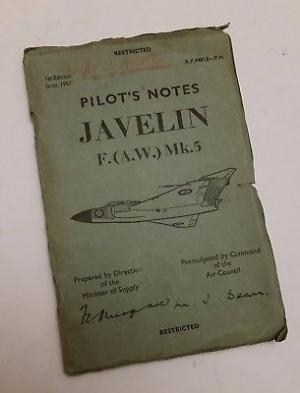 RESTRICTED
1st Edition
June, 1957
PILOT'S NOTES
JAVELIN
F.(A.W.) Mk.5
Prepared by Direction
of the
Minister of Supply
Promulgated by Command
of the
Air Council
M. J. Dean
RESTRICTED